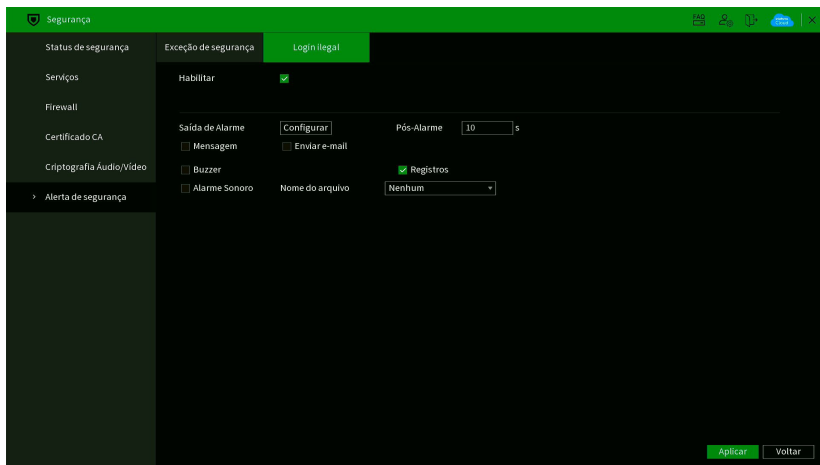 Segurança
FAQ
Cloud
Status de segurança
Exceção de segurança
Login ilegal
Serviços
Habilitar
Firewall
Certificado CA
Saída de Alarme
Configurar
Pós-Alarme
10
s
Mensagem
Enviar e-mail
Criptografia Áudio/Vídeo
Buzzer
Registros
Alerta de segurança
Alarme Sonoro
Nome do arquivo
Nenhum
Aplicar
Voltar